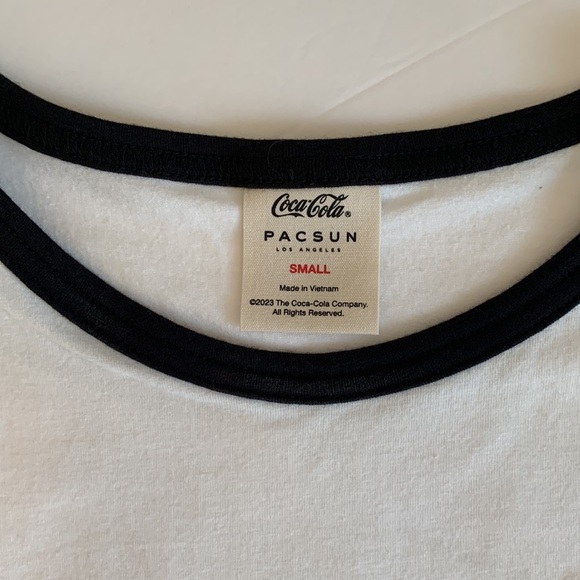 Coca-Cola®
PACSUN
LOS ANGELES
SMALL
Made in Vietnam
©2023 The Coca-Cola Company.
All Rights Reserved.